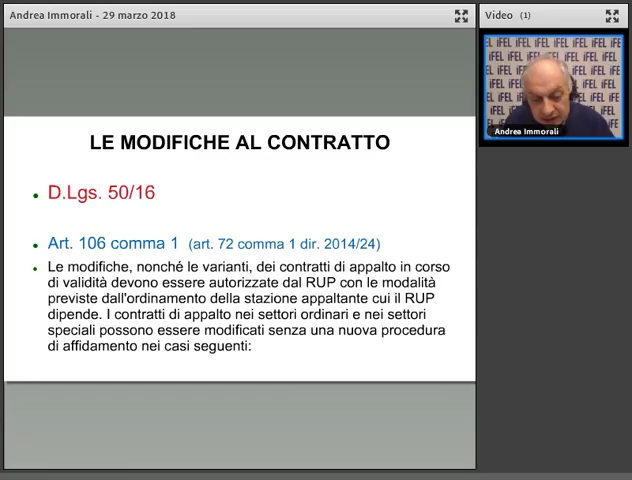 Andrea Immorali - 29 marzo 2018
Video (1)
iFEL iFEL iFEL iFEL
Andrea Immorali
LE MODIFICHE AL CONTRATTO
D.Lgs. 50/16
Art. 106 comma 1 (art. 72 comma 1 dir. 2014/24)
Le modifiche, nonché le varianti, dei contratti di appalto in corso
di validità devono essere autorizzate dal RUP con le modalità
previste dall'ordinamento della stazione appaltante cui il RUP
dipende. I contratti di appalto nei settori ordinari e nei settori
speciali possono essere modificati senza una nuova procedura
di affidamento nei casi seguenti: